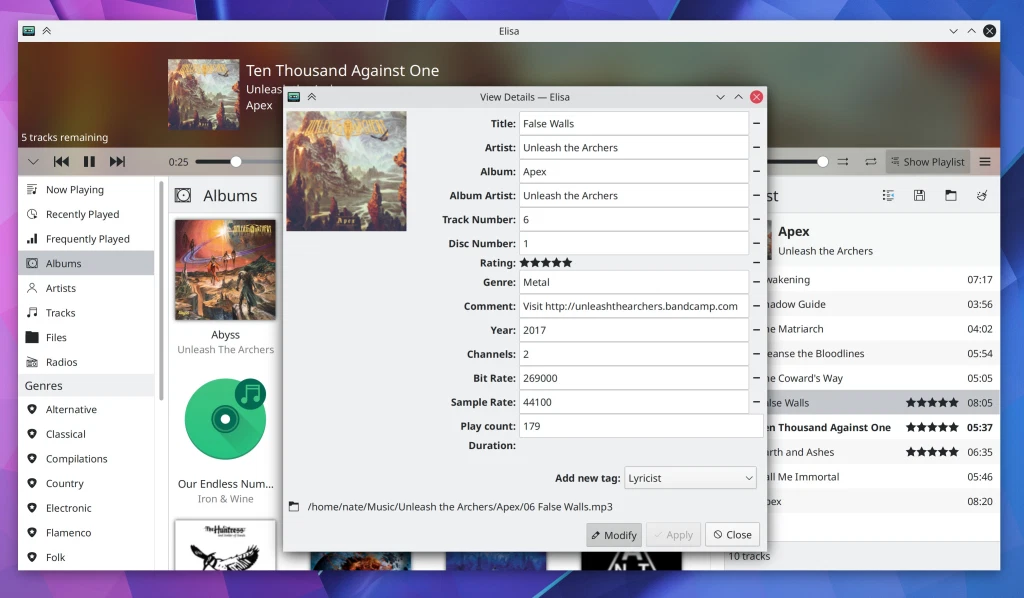 Elisa
Ten Thousand Against One
Unleas
Apex
5 tracks remaining
0:25
Show Playlist
Now Playing
Recently Played
Frequently Played
Albums
Artists
Tracks
Files
Radios
Genres
Alternative
Classical
Compilations
Country
Electronic
Flamenco
Folk
Albums
Abyss
Unleash The Archers
Our Endless Num...
Iron & Wine
The Huntress
View Details — Elisa
Apex
Title: False Walls
Artist: Unleash the Archers
Album: Apex
Album Artist: Unleash the Archers
Track Number: 6
Disc Number: 1
Rating: ★★★★★
Genre: Metal
Comment: Visit http://unleashthearchers.bandcamp.com
Year: 2017
Channels: 2
Bit Rate: 269000
Sample Rate: 44100
Play count: 179
Duration:
Add new tag: Lyricist
/home/nate/Music/Unleash the Archers/Apex/06 False Walls.mp3
Modify
Apply
Close
st
Apex
Unleash the Archers
wakening 07:17
adow Guide 03:56
e Matriarch 04:02
eanse the Bloodlines 05:54
e Coward's Way 05:05
lse Walls ★★★★★ 08:05
en Thousand Against One ★★★★★ 05:37
rth and Ashes ★★★★★ 06:35
ll Me Immortal 05:46
pex 08:20
10 tracks